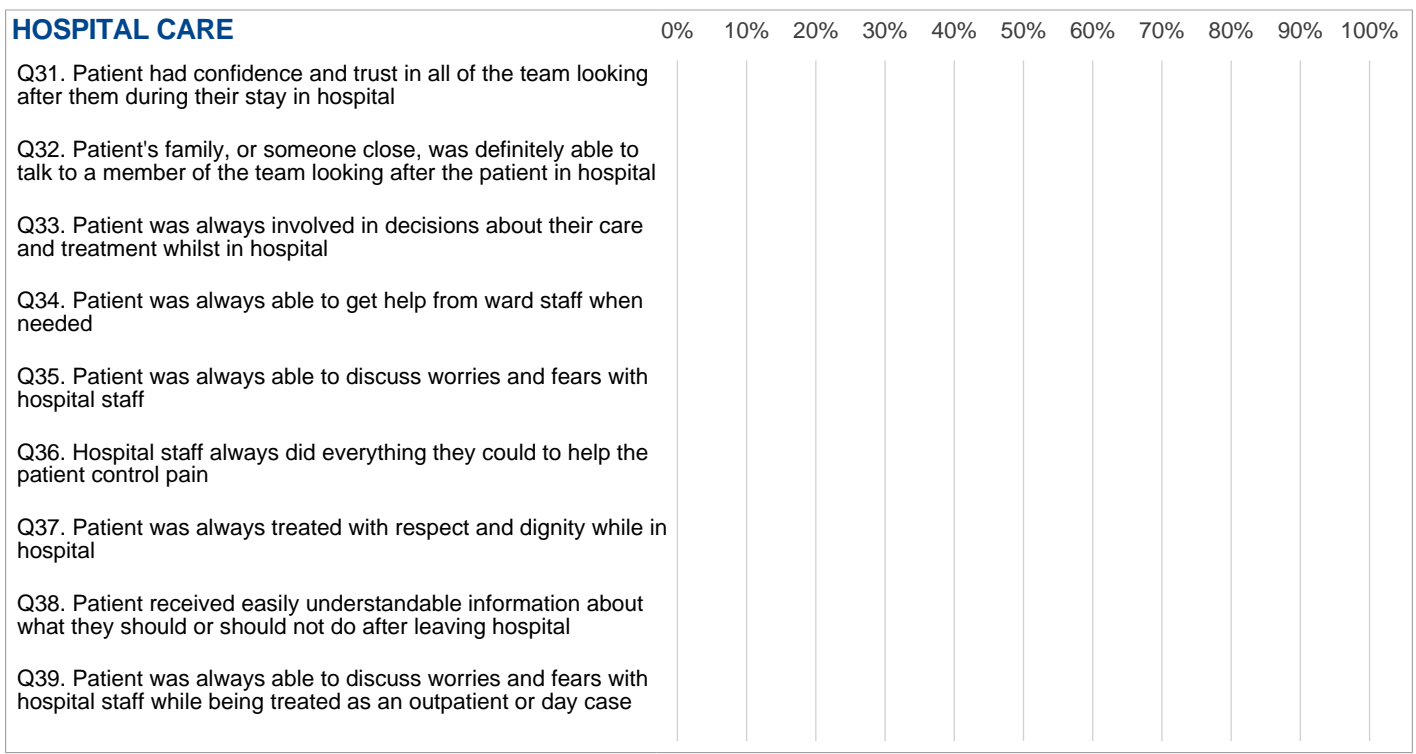 HOSPITAL CARE 0% 10% 20% 30% 40% 50% 60% 70% 80% 90% 100%
Q31. Patient had confidence and trust in all of the team looking
after them during their stay in hospital
Q32. Patient's family, or someone close, was definitely able to
talk to a member of the team looking after the patient in hospital
Q33. Patient was always involved in decisions about their care
and treatment whilst in hospital
Q34. Patient was always able to get help from ward staff when
needed
Q35. Patient was always able to discuss worries and fears with
hospital staff
Q36. Hospital staff always did everything they could to help the
patient control pain
Q37. Patient was always treated with respect and dignity while in
hospital
Q38. Patient received easily understandable information about
what they should or should not do after leaving hospital
Q39. Patient was always able to discuss worries and fears with
hospital staff while being treated as an outpatient or day case